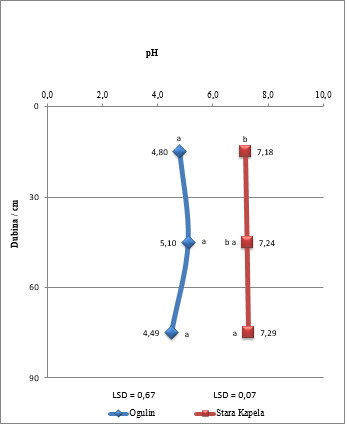 pH
0,0 2,0 4,0 6,0 8,0 10,0
0
a b
4,80 7,18
30
Dubina / cm
5,10 a b a 7,24
60
4,49 a a 7,29
90
LSD = 0,67 LSD = 0,07
Ogulin Stara Kapela